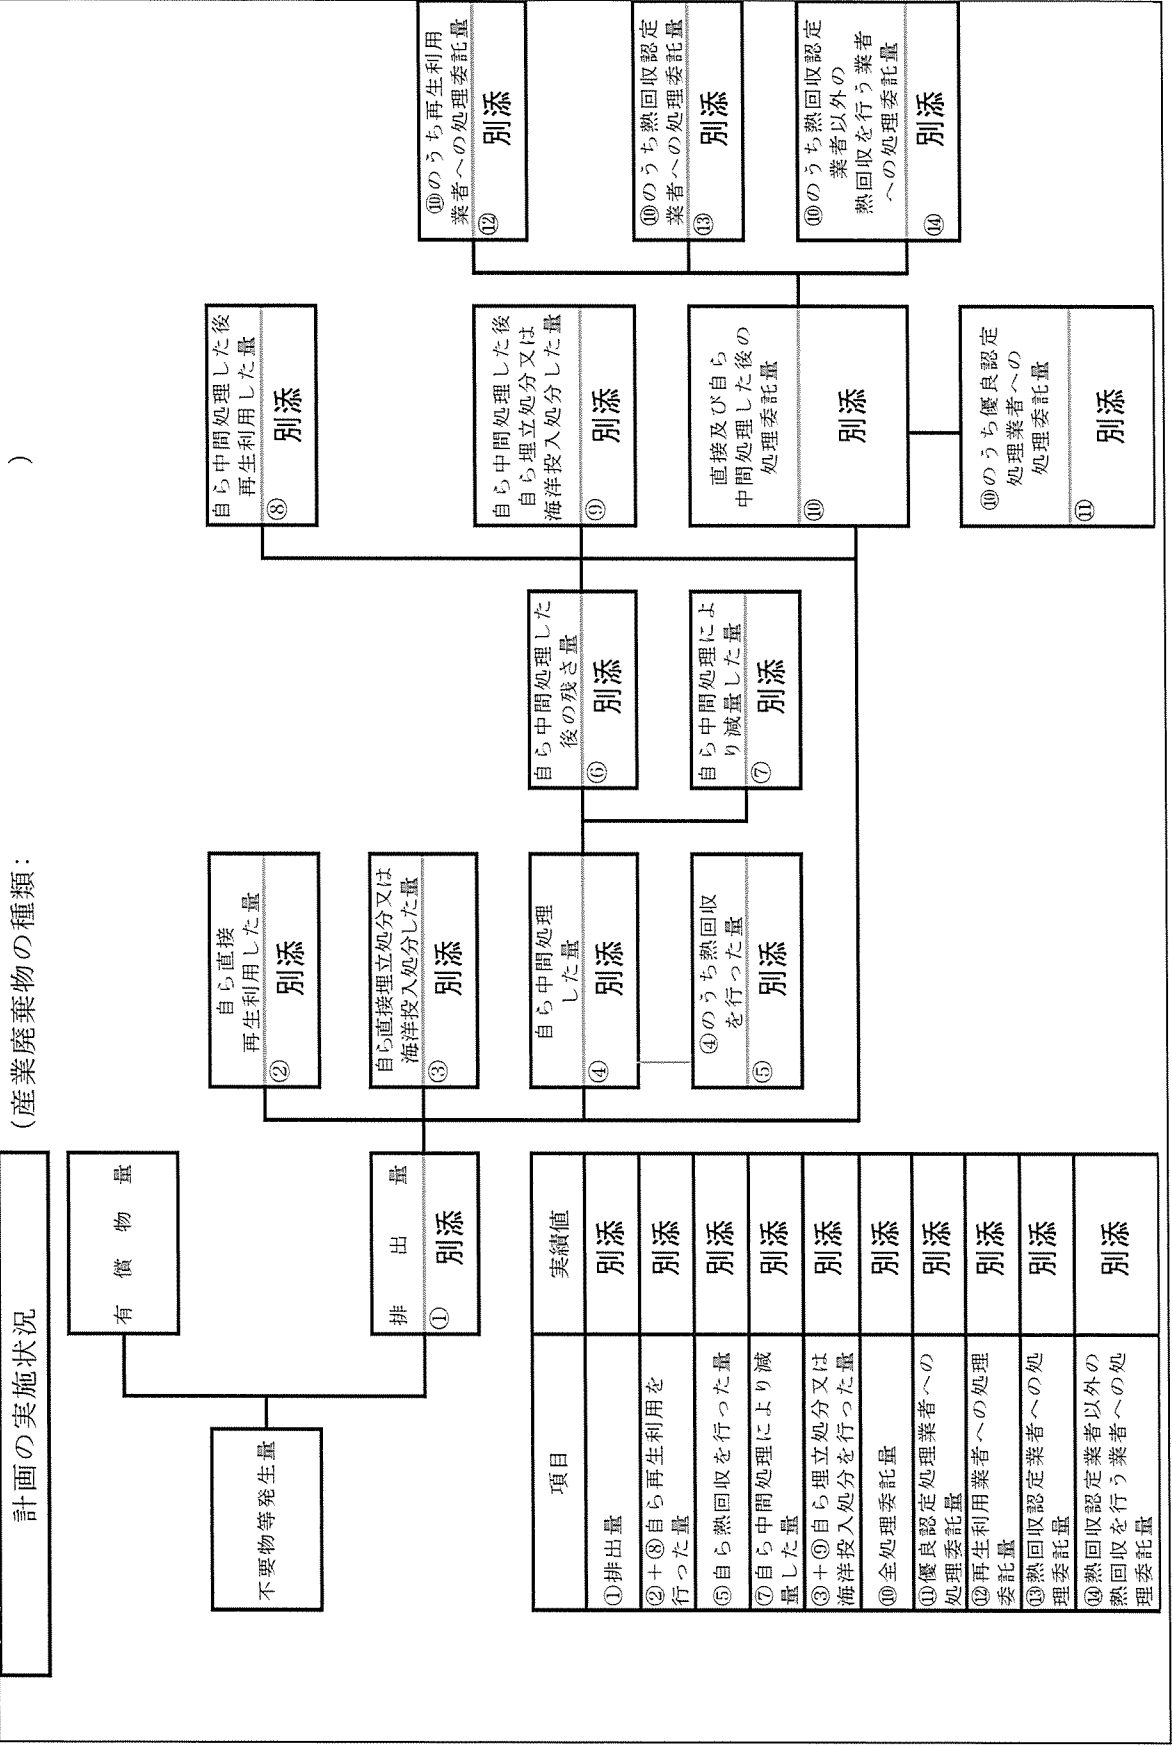 計画の実施状況
(産業廃棄物の種類: )
不要物等発生量
有償物量
排出量
①
別添
自ら直接
再生利用した量
②
別添
自ら直接埋立処分又は
海洋投入処分した量
③
別添
自ら中間処理
した量
④
別添
④のうち熱回収
を行った量
⑤
別添
自ら中間処理した
後の残さ量
⑥
別添
自ら中間処理によ
り減量した量
⑦
別添
自ら中間処理した後
再生利用した量
⑧
別添
自ら中間処理した後
自ら埋立処分又は
海洋投入処分した量
⑨
別添
直接及び自ら
中間処理した後の
処理委託量
⑩
別添
⑩のうち優良認定
処理業者への
処理委託量
⑪
別添
⑩のうち再生利用
業者への処理委託量
⑫
別添
⑩のうち熱回収認定
業者への処理委託量
⑬
別添
⑩のうち熱回収認定
業者以外の
熱回収を行う業者
への処理委託量
⑭
別添
項目 実績値
①排出量 別添
②+⑧自ら再生利用を
行った量 別添
⑤自ら熱回収を行った量 別添
⑦自ら中間処理により減
量した量 別添
③+⑨自ら埋立処分又は
海洋投入処分を行った量 別添
⑩全処理委託量 別添
⑪優良認定処理業者への
処理委託量 別添
⑫再生利用業者への処理
委託量 別添
⑬熱回収認定業者への処
理委託量 別添
⑭熱回収認定業者以外の
熱回収を行う業者への処
理委託量 別添